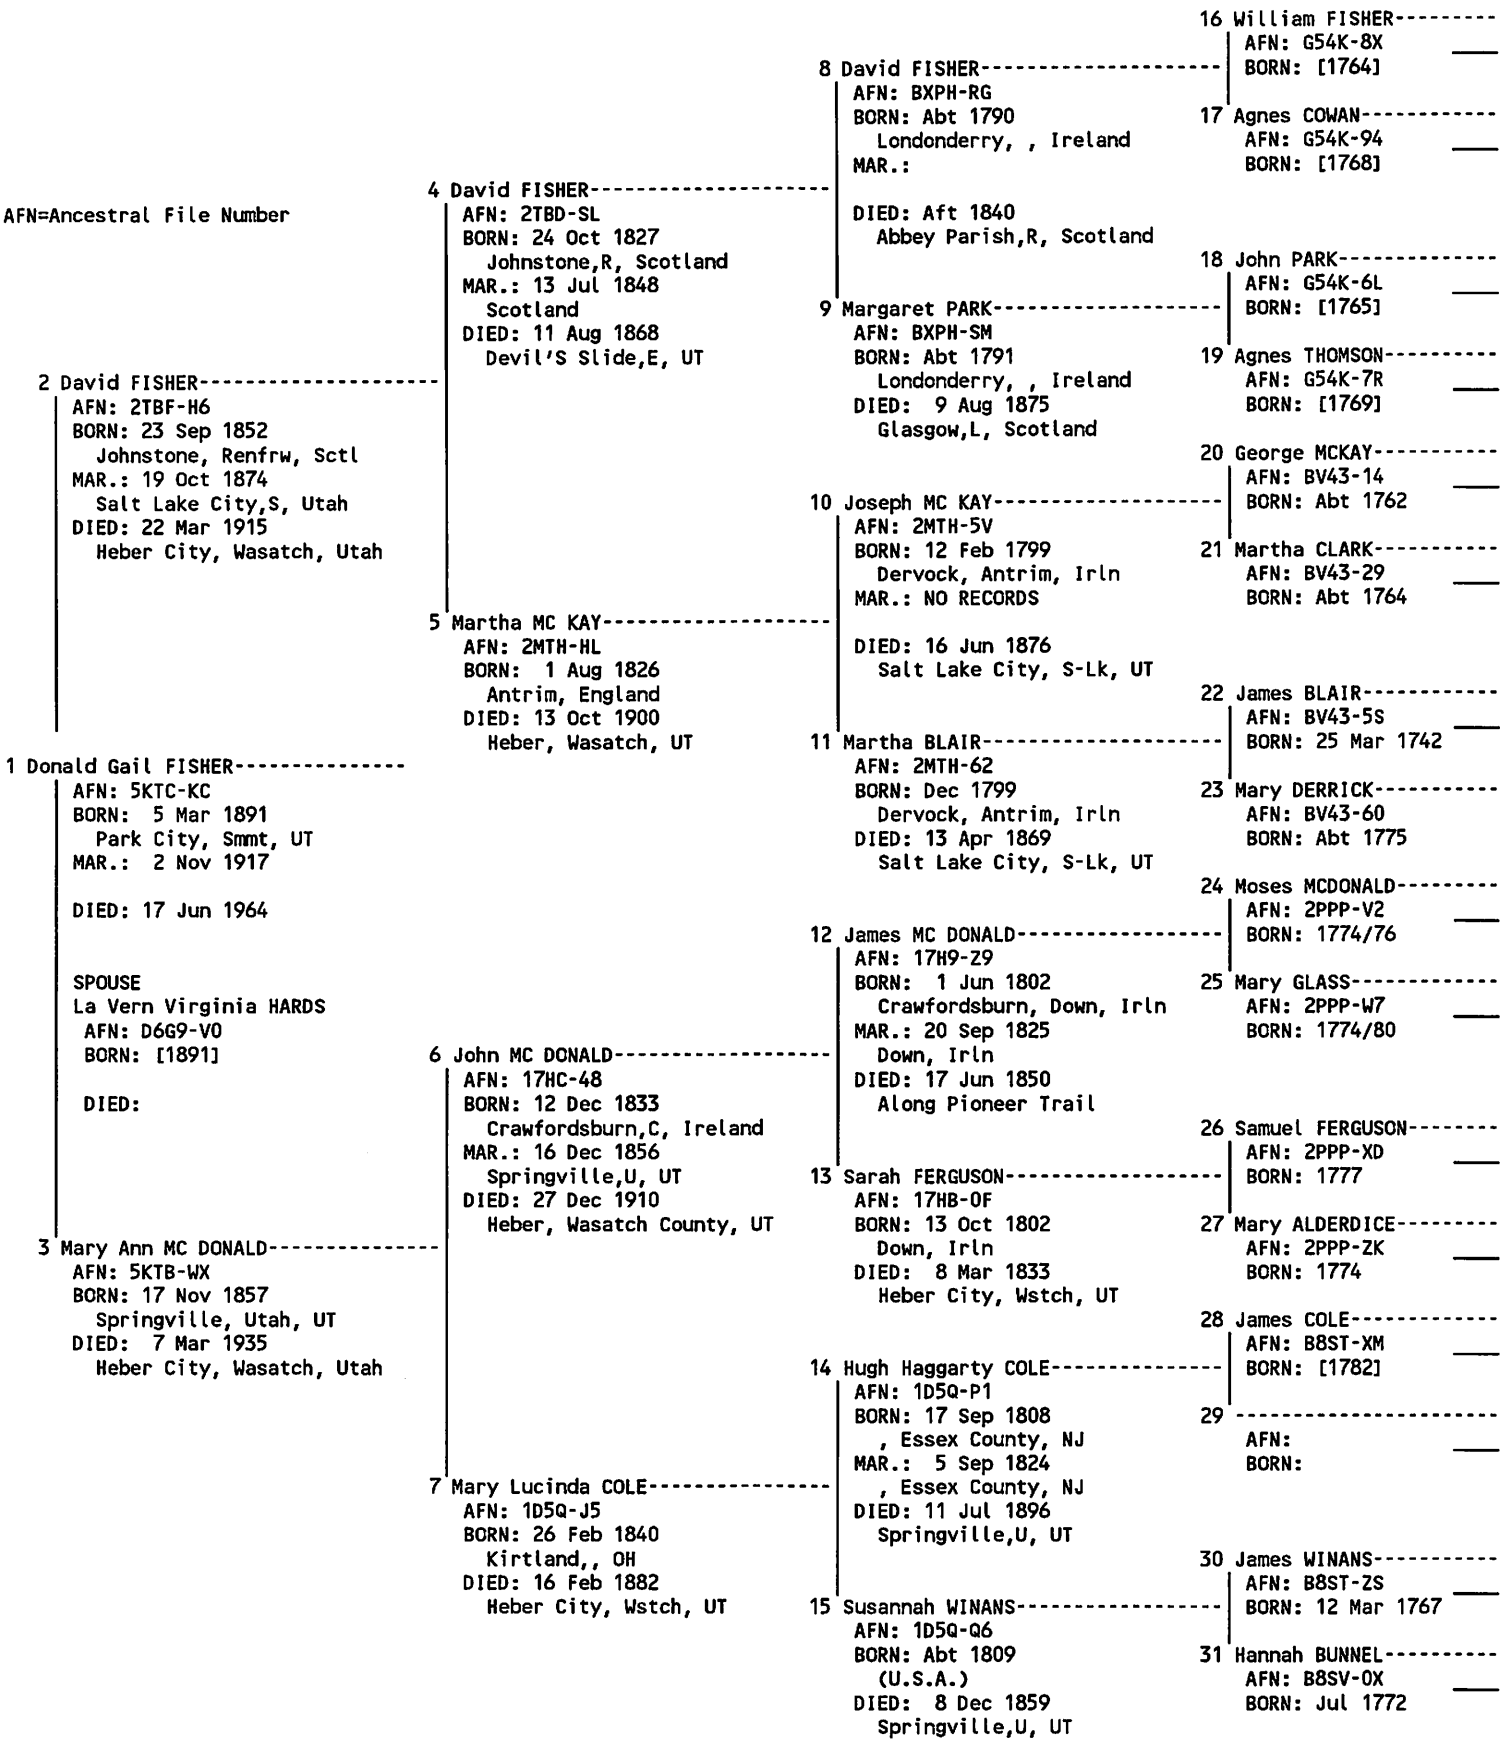 AFN=Ancestral File Number
1 Donald Gail FISHER---------------
AFN: 5KTC-KC
BORN:  5 Mar 1891
Park City, Smmt, UT
MAR.:  2 Nov 1917
DIED: 17 Jun 1964
SPOUSE
La Vern Virginia HARDS
AFN: D6G9-V0
BORN: [1891]
DIED:
2 David FISHER--------------------
AFN: 2TBF-H6
BORN: 23 Sep 1852
Johnstone, Renfrw, Sctl
MAR.: 19 Oct 1874
Salt Lake City,S, Utah
DIED: 22 Mar 1915
Heber City, Wasatch, Utah
3 Mary Ann MC DONALD---------------
AFN: 5KTB-WX
BORN: 17 Nov 1857
Springville, Utah, UT
DIED:  7 Mar 1935
Heber City, Wasatch, Utah
4 David FISHER--------------------
AFN: 2TBD-SL
BORN: 24 Oct 1827
Johnstone,R, Scotland
MAR.: 13 Jul 1848
Scotland
DIED: 11 Aug 1868
Devil'S Slide,E, UT
5 Martha MC KAY-------------------
AFN: 2MTH-HL
BORN:  1 Aug 1826
Antrim, England
DIED: 13 Oct 1900
Heber, Wasatch, UT
6 John MC DONALD------------------
AFN: 17HC-48
BORN: 12 Dec 1833
Crawfordsburn,C, Ireland
MAR.: 16 Dec 1856
Springville,U, UT
DIED: 27 Dec 1910
Heber, Wasatch County, UT
7 Mary Lucinda COLE---------------
AFN: 1D5Q-J5
BORN: 26 Feb 1840
Kirtland,, OH
DIED: 16 Feb 1882
Heber City, Wstch, UT
8 David FISHER--------------------
AFN: BXPH-RG
BORN: Abt 1790
Londonderry, , Ireland
MAR.:
DIED: Aft 1840
Abbey Parish,R, Scotland
9 Margaret PARK-------------------
AFN: BXPH-SM
BORN: Abt 1791
Londonderry, , Ireland
DIED:  9 Aug 1875
Glasgow,L, Scotland
10 Joseph MC KAY-------------------
AFN: 2MTH-5V
BORN: 12 Feb 1799
Dervock, Antrim, Irln
MAR.: NO RECORDS
DIED: 16 Jun 1876
Salt Lake City, S-Lk, UT
11 Martha BLAIR--------------------
AFN: 2MTH-62
BORN: Dec 1799
Dervock, Antrim, Irln
DIED: 13 Apr 1869
Salt Lake City, S-Lk, UT
12 James MC DONALD-----------------
AFN: 17H9-Z9
BORN:  1 Jun 1802
Crawfordsburn, Down, Irln
MAR.: 20 Sep 1825
Down, Irln
DIED: 17 Jun 1850
Along Pioneer Trail
13 Sarah FERGUSON------------------
AFN: 17HB-0F
BORN: 13 Oct 1802
Down, Irln
DIED:  8 Mar 1833
Heber City, Wstch, UT
14 Hugh Haggarty COLE--------------
AFN: 1D5Q-P1
BORN: 17 Sep 1808
, Essex County, NJ
MAR.:  5 Sep 1824
, Essex County, NJ
DIED: 11 Jul 1896
Springville,U, UT
15 Susannah WINANS-----------------
AFN: 1D5Q-Q6
BORN: Abt 1809
(U.S.A.)
DIED:  8 Dec 1859
Springville,U, UT
16 William FISHER---------
AFN: G54K-8X
BORN: [1764]
17 Agnes COWAN-----------
AFN: G54K-94
BORN: [1768]
18 John PARK-------------
AFN: G54K-6L
BORN: [1765]
19 Agnes THOMSON---------
AFN: G54K-7R
BORN: [1769]
20 George MCKAY----------
AFN: BV43-14
BORN: Abt 1762
21 Martha CLARK----------
AFN: BV43-29
BORN: Abt 1764
22 James BLAIR-----------
AFN: BV43-5S
BORN: 25 Mar 1742
23 Mary DERRICK----------
AFN: BV43-60
BORN: Abt 1775
24 Moses MCDONALD--------
AFN: 2PPP-V2
BORN: 1774/76
25 Mary GLASS------------
AFN: 2PPP-W7
BORN: 1774/80
26 Samuel FERGUSON-------
AFN: 2PPP-XD
BORN: 1777
27 Mary ALDERDICE--------
AFN: 2PPP-ZK
BORN: 1774
28 James COLE------------
AFN: B8ST-XM
BORN: [1782]
29 ----------------------
AFN:
BORN:
30 James WINANS----------
AFN: B8ST-ZS
BORN: 12 Mar 1767
31 Hannah BUNNEL---------
AFN: B8SV-0X
BORN: Jul 1772